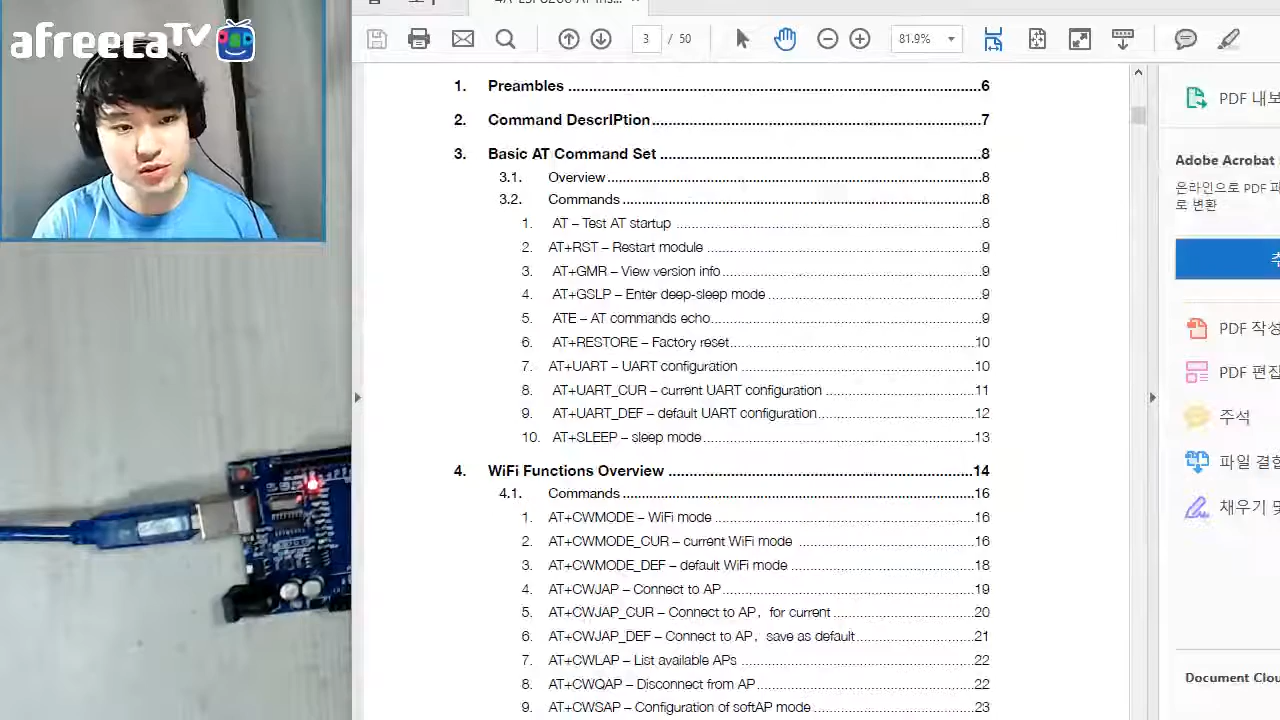 afreecaTV
3 / 50
81.9%
1. Preambles 6
2. Command DescrIPtion 7
3. Basic AT Command Set 8
3.1. Overview 8
3.2. Commands 8
1. AT – Test AT startup 8
2. AT+RST – Restart module 9
3. AT+GMR – View version info 9
4. AT+GSLP – Enter deep-sleep mode 9
5. ATE – AT commands echo 9
6. AT+RESTORE – Factory reset 10
7. AT+UART – UART configuration 10
8. AT+UART_CUR – current UART configuration 11
9. AT+UART_DEF – default UART configuration 12
10. AT+SLEEP – sleep mode 13
4. WiFi Functions Overview 14
4.1. Commands 16
1. AT+CWMODE – WiFi mode 16
2. AT+CWMODE_CUR – current WiFi mode 16
3. AT+CWMODE_DEF – default WiFi mode 18
4. AT+CWJAP – Connect to AP 19
5. AT+CWJAP_CUR – Connect to AP，for current 20
6. AT+CWJAP_DEF – Connect to AP，save as default 21
7. AT+CWLAP – List available APs 22
8. AT+CWQAP – Disconnect from AP 22
9. AT+CWSAP – Configuration of softAP mode 23
PDF 내보
Adobe Acrobat
온라인으로 PDF 파
로 변환
PDF 작성
PDF 편집
주석
파일 결합
채우기 및
Document Clou